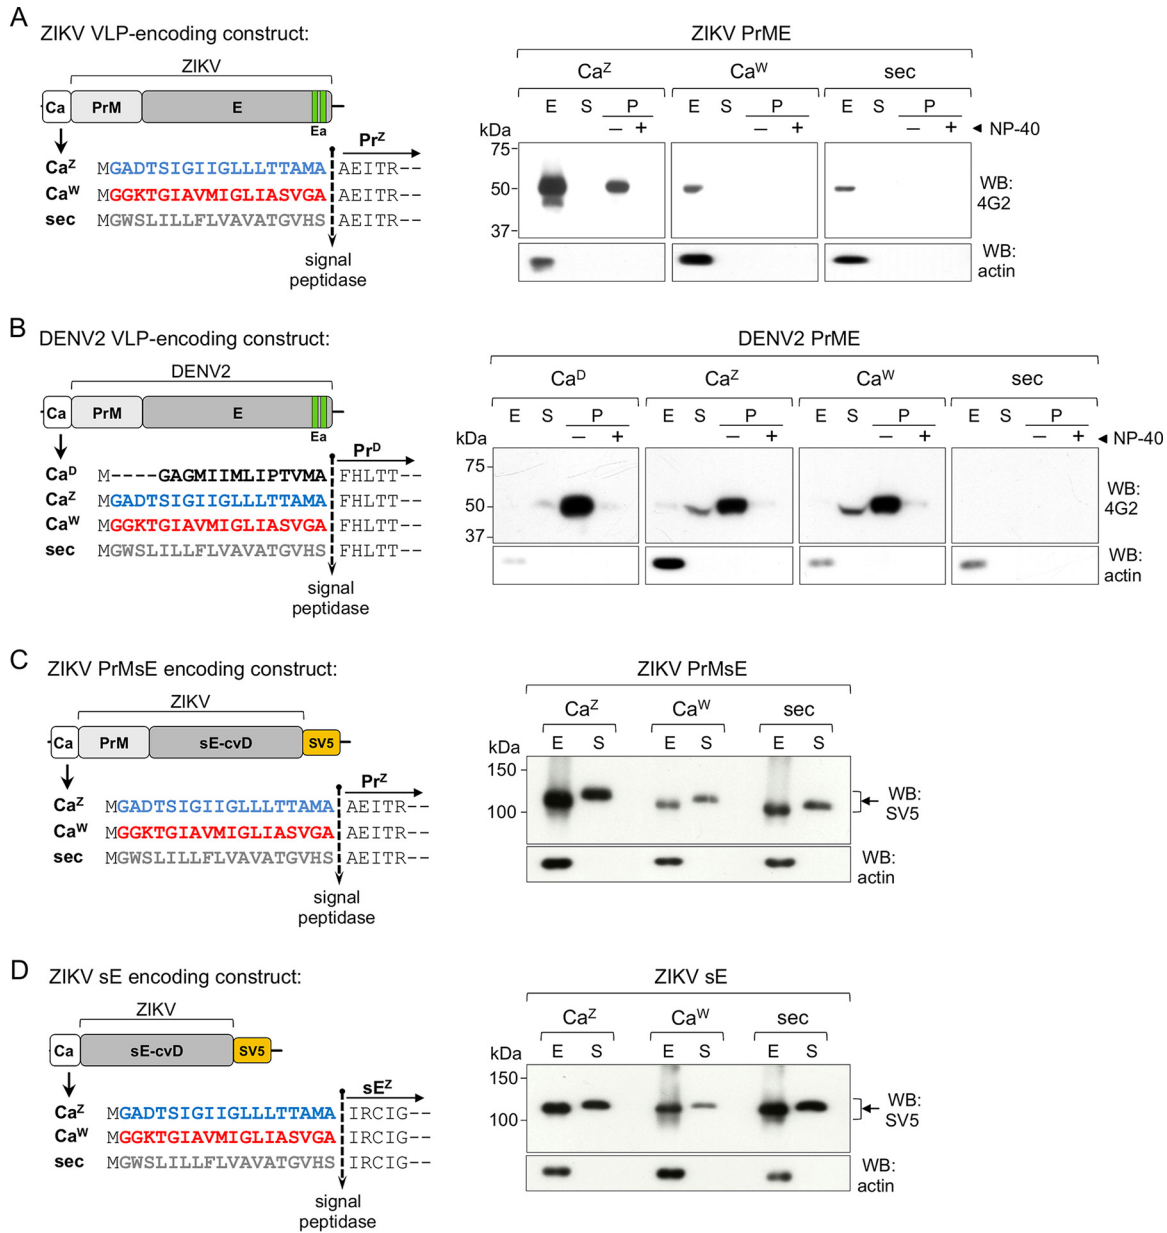 A
ZIKV VLP-encoding construct:
ZIKV
Ca PrM E
Ea
Pr^Z
Ca^Z MGADTSIGIIGLLLTTAMA AEITR--
Ca^W MGGKTGIAVMIGLIASVGA AEITR--
sec MGWSLILLFLVAVATGVHS AEITR--
signal
peptidase
ZIKV PrME
Ca^Z Ca^W sec
E S P E S P E S P
kDa – + – + – + ◄ NP-40
75
50
37
WB:
4G2
WB:
actin
B
DENV2 VLP-encoding construct:
DENV2
Ca PrM E
Ea
Pr^D
Ca^D M----GAGMIIMLIPTVMA FHLTT--
Ca^Z MGADTSIGIIGLLLTTAMA FHLTT--
Ca^W MGGKTGIAVMIGLIASVGA FHLTT--
sec MGWSLILLFLVAVATGVHS FHLTT--
signal
peptidase
DENV2 PrME
Ca^D Ca^Z Ca^W sec
E S P E S P E S P E S P
kDa – + – + – + – + ◄ NP-40
75
50
37
WB:
4G2
WB:
actin
C
ZIKV PrMsE encoding construct:
ZIKV
Ca PrM sE-cvD SV5
Pr^Z
Ca^Z MGADTSIGIIGLLLTTAMA AEITR--
Ca^W MGGKTGIAVMIGLIASVGA AEITR--
sec MGWSLILLFLVAVATGVHS AEITR--
signal
peptidase
ZIKV PrMsE
Ca^Z Ca^W sec
E S E S E S
kDa
150
100
WB:
SV5
WB:
actin
D
ZIKV sE encoding construct:
ZIKV
Ca sE-cvD SV5
sE^Z
Ca^Z MGADTSIGIIGLLLTTAMA IRCIG--
Ca^W MGGKTGIAVMIGLIASVGA IRCIG--
sec MGWSLILLFLVAVATGVHS IRCIG--
signal
peptidase
ZIKV sE
Ca^Z Ca^W sec
E S E S E S
kDa
150
100
WB:
SV5
WB:
actin